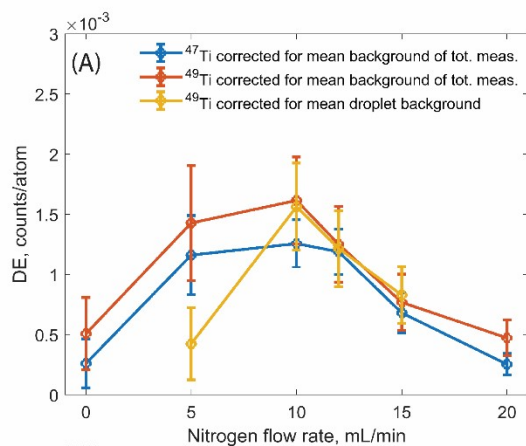 ×10⁻³
(A)
⁴⁷Ti corrected for mean background of tot. meas.
⁴⁹Ti corrected for mean background of tot. meas.
⁴⁹Ti corrected for mean droplet background
3
2.5
2
1.5
1
0.5
0
DE, counts/atom
0 5 10 15 20
Nitrogen flow rate, mL/min